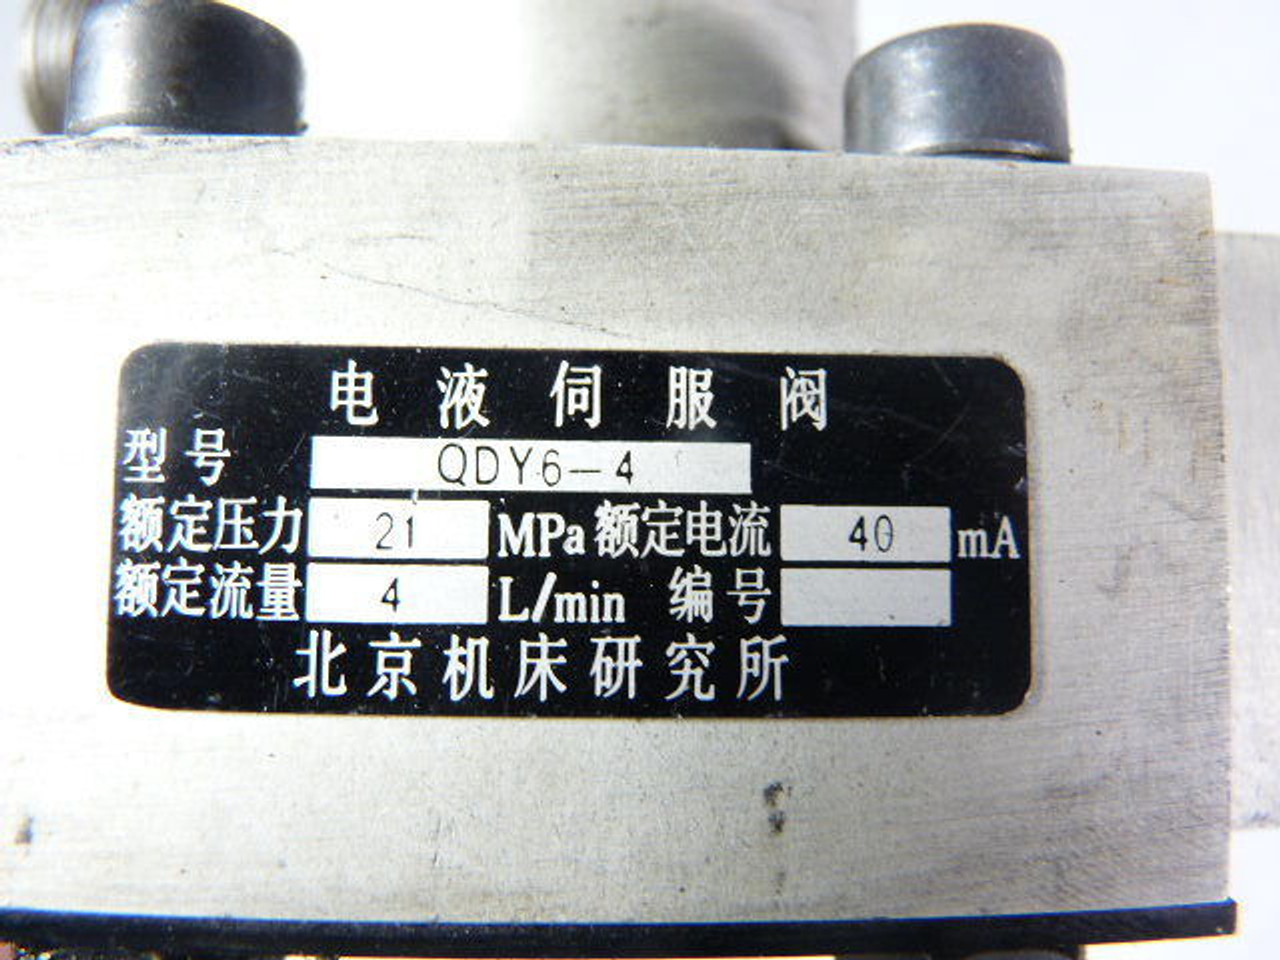 电液伺服阀
型号 QDY6-4
额定压力 21 MPa 额定电流 40 mA
额定流量 4 L/min 编号
北京机床研究所